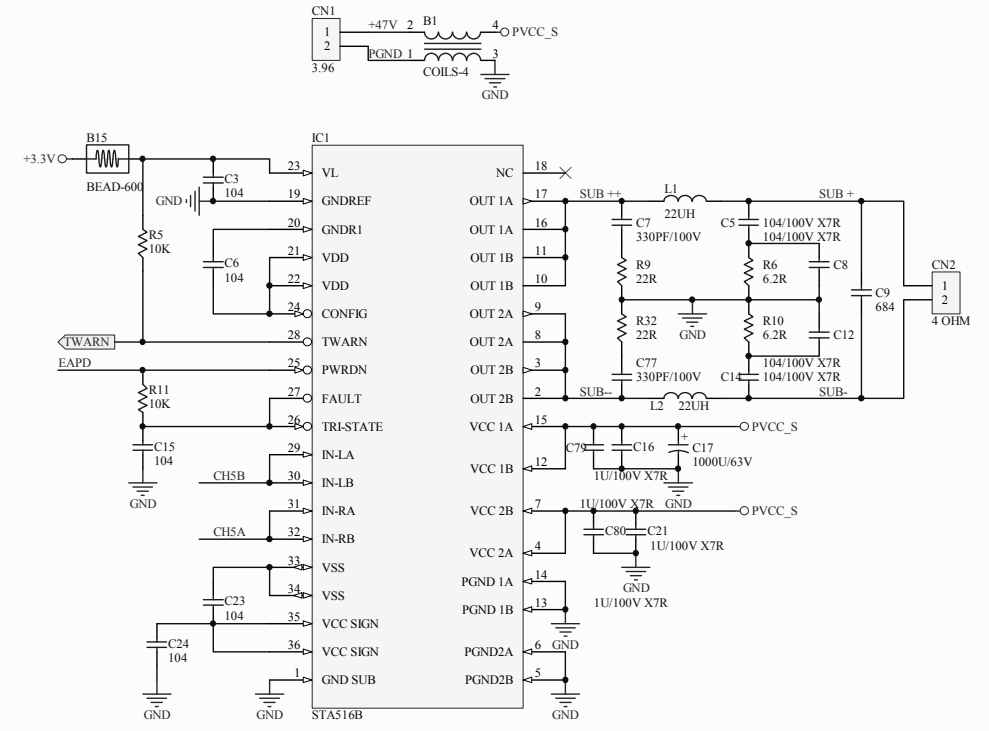 CN1
1
2
3.96
+47V 2 B1 4 PVCC_S
PGND 1 3
COILS-4
GND
B15
+3.3V
BEAD-600
C3
104
GND
R5
10K
C6
104
TWARN
EAPD
R11
10K
C15
104
GND
CH5B
CH5A
C23
104
C24
104
GND
GND
IC1
23 VL
19 GNDREF
20 GNDR1
21 VDD
22 VDD
24 CONFIG
28 TWARN
25 PWRDN
27 FAULT
26 TRI-STATE
29 IN-LA
30 IN-LB
31 IN-RA
32 IN-RB
33 VSS
34 VSS
35 VCC SIGN
36 VCC SIGN
1 GND SUB
STA516B
NC 18
OUT 1A 17
OUT 1A 16
OUT 1B 11
OUT 1B 10
OUT 2A 9
OUT 2A 8
OUT 2B 3
OUT 2B 2
VCC 1A 15
VCC 1B 12
VCC 2B 7
VCC 2A 4
PGND 1A 14
PGND 1B 13
PGND2A 6
PGND2B 5
SUB ++
L1
22UH
SUB +
C7
330PF/100V
C5 104/100V X7R
104/100V X7R
R9
22R
R6
6.2R
C8
C9
684
CN2
1
2
4 OHM
GND
R32
22R
R10
6.2R
C12
C77
330PF/100V
104/100V X7R
C14 104/100V X7R
SUB--
L2 22UH
SUB-
PVCC_S
C79
C16
C17
+
1000U/63V
1U/100V X7R
GND
1U/100V X7R
PVCC_S
C80
C21
1U/100V X7R
GND
1U/100V X7R
GND
GND